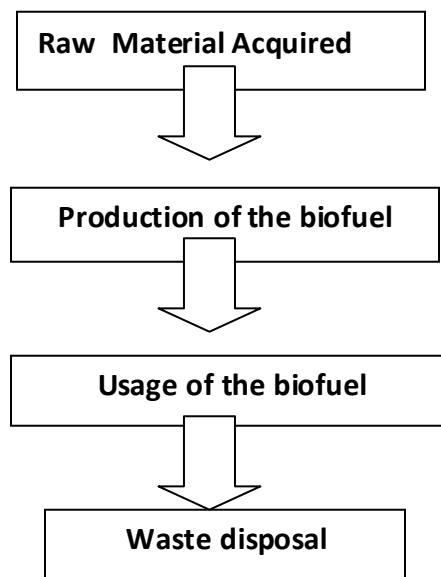 Raw Material Acquired
Production of the biofuel
Usage of the biofuel
Waste disposal